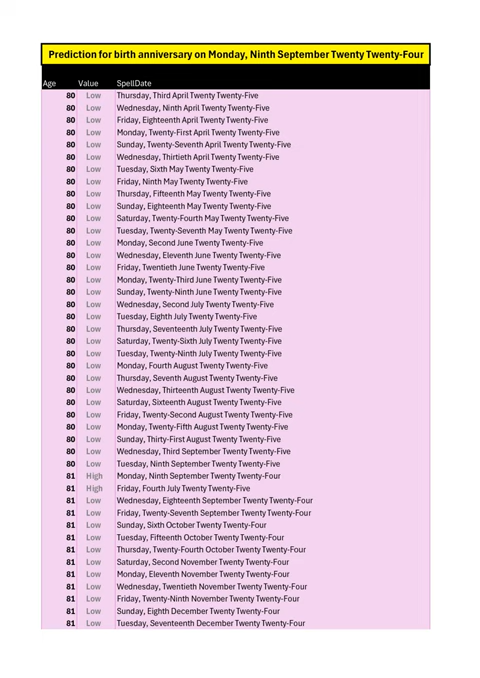 Prediction for birth anniversary on Monday, Ninth September Twenty Twenty-Four
Age Value SpellDate
80 Low Thursday, Third April Twenty Twenty-Five
80 Low Wednesday, Ninth April Twenty Twenty-Five
80 Low Friday, Eighteenth April Twenty Twenty-Five
80 Low Monday, Twenty-First April Twenty Twenty-Five
80 Low Sunday, Twenty-Seventh April Twenty Twenty-Five
80 Low Wednesday, Thirtieth April Twenty Twenty-Five
80 Low Tuesday, Sixth May Twenty Twenty-Five
80 Low Friday, Ninth May Twenty Twenty-Five
80 Low Thursday, Fifteenth May Twenty Twenty-Five
80 Low Sunday, Eighteenth May Twenty Twenty-Five
80 Low Saturday, Twenty-Fourth May Twenty Twenty-Five
80 Low Tuesday, Twenty-Seventh May Twenty Twenty-Five
80 Low Monday, Second June Twenty Twenty-Five
80 Low Wednesday, Eleventh June Twenty Twenty-Five
80 Low Friday, Twentieth June Twenty Twenty-Five
80 Low Monday, Twenty-Third June Twenty Twenty-Five
80 Low Sunday, Twenty-Ninth June Twenty Twenty-Five
80 Low Wednesday, Second July Twenty Twenty-Five
80 Low Tuesday, Eighth July Twenty Twenty-Five
80 Low Thursday, Seventeenth July Twenty Twenty-Five
80 Low Saturday, Twenty-Sixth July Twenty Twenty-Five
80 Low Tuesday, Twenty-Ninth July Twenty Twenty-Five
80 Low Monday, Fourth August Twenty Twenty-Five
80 Low Thursday, Seventh August Twenty Twenty-Five
80 Low Wednesday, Thirteenth August Twenty Twenty-Five
80 Low Saturday, Sixteenth August Twenty Twenty-Five
80 Low Friday, Twenty-Second August Twenty Twenty-Five
80 Low Monday, Twenty-Fifth August Twenty Twenty-Five
80 Low Sunday, Thirty-First August Twenty Twenty-Five
80 Low Wednesday, Third September Twenty Twenty-Five
80 Low Tuesday, Ninth September Twenty Twenty-Five
81 High Monday, Ninth September Twenty Twenty-Four
81 High Friday, Fourth July Twenty Twenty-Five
81 Low Wednesday, Eighteenth September Twenty Twenty-Four
81 Low Friday, Twenty-Seventh September Twenty Twenty-Four
81 Low Sunday, Sixth October Twenty Twenty-Four
81 Low Tuesday, Fifteenth October Twenty Twenty-Four
81 Low Thursday, Twenty-Fourth October Twenty Twenty-Four
81 Low Saturday, Second November Twenty Twenty-Four
81 Low Monday, Eleventh November Twenty Twenty-Four
81 Low Wednesday, Twentieth November Twenty Twenty-Four
81 Low Friday, Twenty-Ninth November Twenty Twenty-Four
81 Low Sunday, Eighth December Twenty Twenty-Four
81 Low Tuesday, Seventeenth December Twenty Twenty-Four